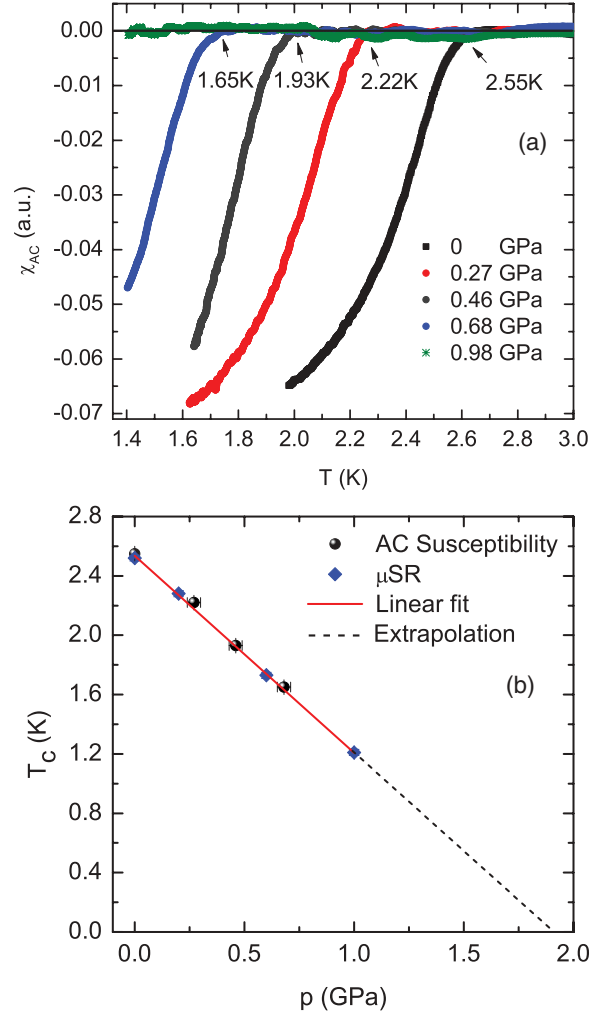 0.00
-0.01
-0.02
-0.03
-0.04
-0.05
-0.06
-0.07
χAC (a.u.)
1.65K 1.93K 2.22K 2.55K
(a)
0 GPa
0.27 GPa
0.46 GPa
0.68 GPa
0.98 GPa
1.4 1.6 1.8 2.0 2.2 2.4 2.6 2.8 3.0
T (K)
2.8
2.4
2.0
1.6
1.2
0.8
0.4
0.0
TC (K)
AC Susceptibility
μSR
Linear fit
Extrapolation
(b)
0.0 0.5 1.0 1.5 2.0
p (GPa)